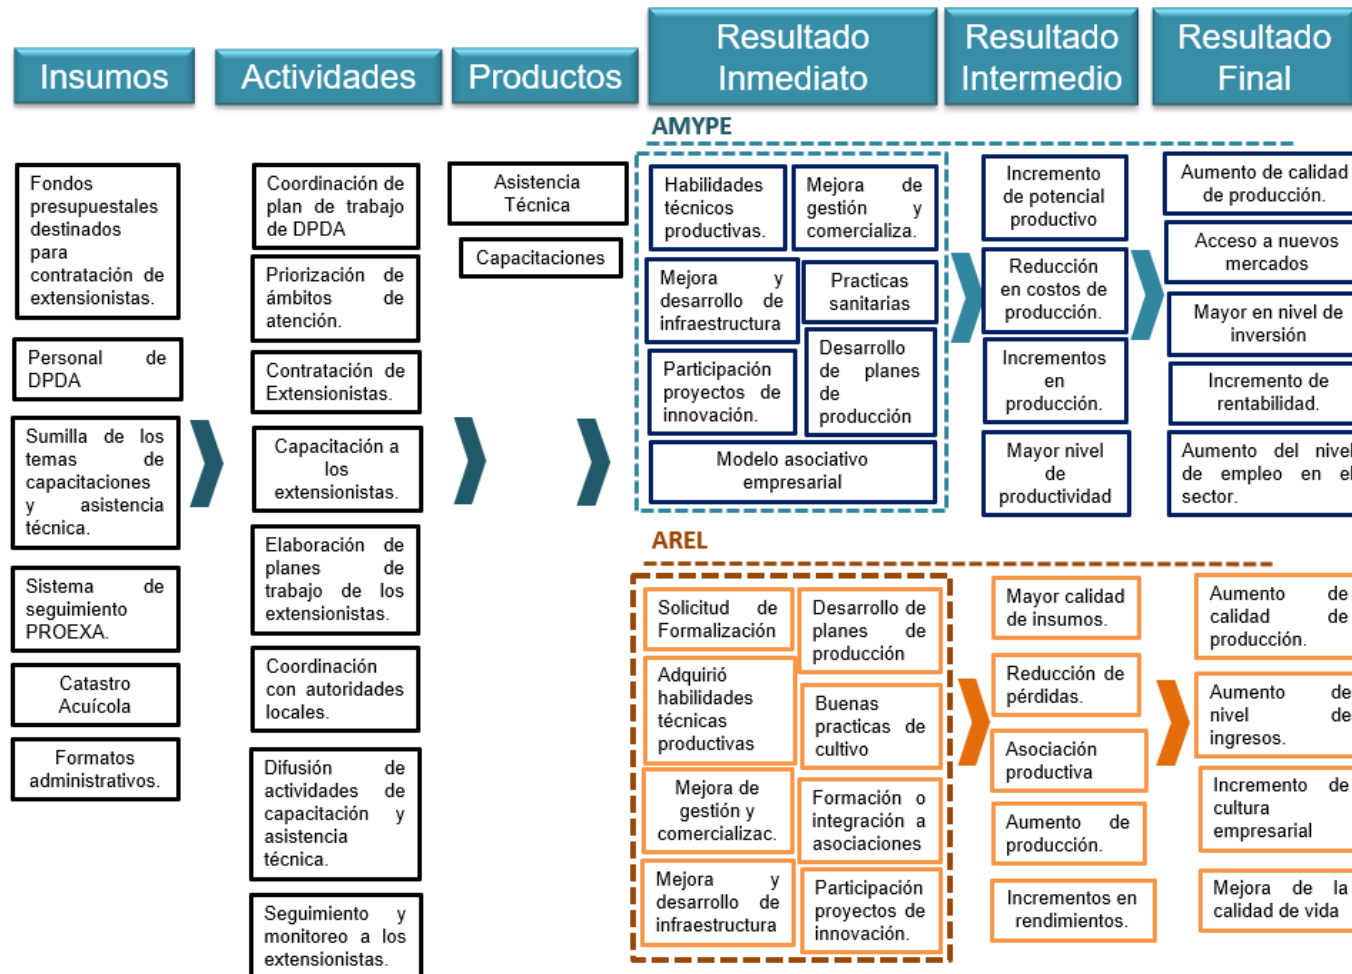 Insumos
Actividades
Productos
Resultado
Inmediato
Resultado
Intermedio
Resultado
Final
Fondos
presupuestales
destinados
para
contratación de
extensionistas.
Personal de
DPDA
Sumilla de los
temas de
capacitaciones
y asistencia
técnica.
Sistema de
seguimiento
PROEXA.
Catastro
Acuícola
Formatos
administrativos.
Coordinación de
plan de trabajo
de DPDA
Priorización de
ámbitos de
atención.
Contratación de
Extensionistas.
Capacitación a
los
extensionistas.
Elaboración de
planes de
trabajo de los
extensionistas.
Coordinación
con autoridades
locales.
Difusión de
actividades de
capacitación y
asistencia
técnica.
Seguimiento y
monitoreo a los
extensionistas.
Asistencia
Técnica
Capacitaciones
AMYPE
Habilidades
técnicos
productivas.
Mejora de
gestión y
comercializa.
Mejora y
desarrollo de
infraestructura
Practicas
sanitarias
Participación
proyectos de
innovación.
Desarrollo
de planes
de
producción
Modelo asociativo
empresarial
Incremento
de potencial
productivo
Reducción
en costos de
producción.
Incrementos
en
producción.
Mayor nivel
de
productividad
Aumento de calidad
de producción.
Acceso a nuevos
mercados
Mayor en nivel de
inversión
Incremento de
rentabilidad.
Aumento del nivel
de empleo en el
sector.
AREL
Solicitud de
Formalización
Desarrollo de
planes de
producción
Adquirió
habilidades
técnicas
productivas
Buenas
practicas de
cultivo
Mejora de
gestión y
comercializac.
Formación o
integración a
asociaciones
Mejora y
desarrollo de
infraestructura
Participación
proyectos de
innovación.
Mayor calidad
de insumos.
Reducción de
pérdidas.
Asociación
productiva
Aumento de
producción.
Incrementos en
rendimientos.
Aumento de
calidad de
producción.
Aumento de
nivel de
ingresos.
Incremento de
cultura
empresarial
Mejora de la
calidad de vida